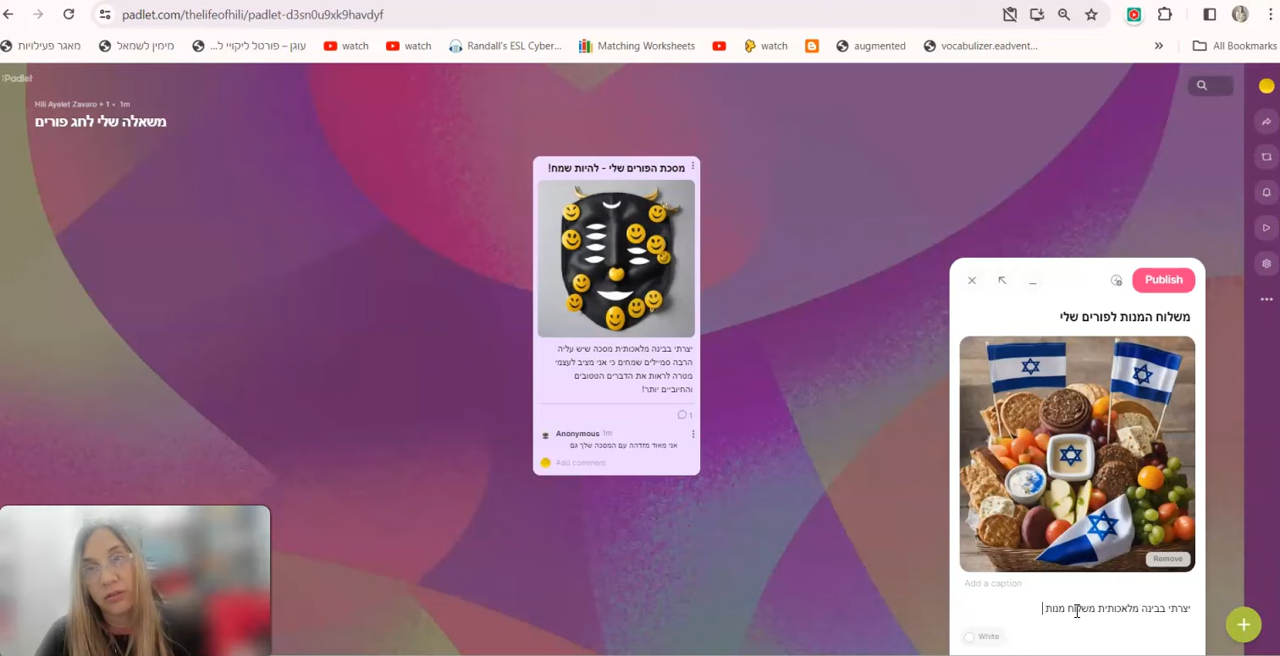 padlet.com/thelifeofhili/padlet-d3sn0u9xk9havdyf
מאגר פעילויות
מימין לשמאל
עוגן – פורטל ליקויי ל...
watch
watch
Randall's ESL Cyber...
Matching Worksheets
watch
augmented
vocabulizer.eadvent...
»
All Bookmarks
:Padlet
Hili Ayelet Zavaro + 1 • 1m
משאלה שלי לחג פורים
מסכת הפורים שלי - להיות שמח!
יצרתי בבינה מלאכותית מסכה שיש עליה
הרבה סמיילים שמחים כי אני מציב לעצמי
מטרה לראות את הדברים הטטובים
והחיוביים יותר!
1
Anonymous 1m
אני מאוד מזדהה עם המסכה שלך גם
Add comment
Publish
משלוח המנות לפורים שלי
Remove
Add a caption
יצרתי בבינה מלאכותית משלוח מנות
White